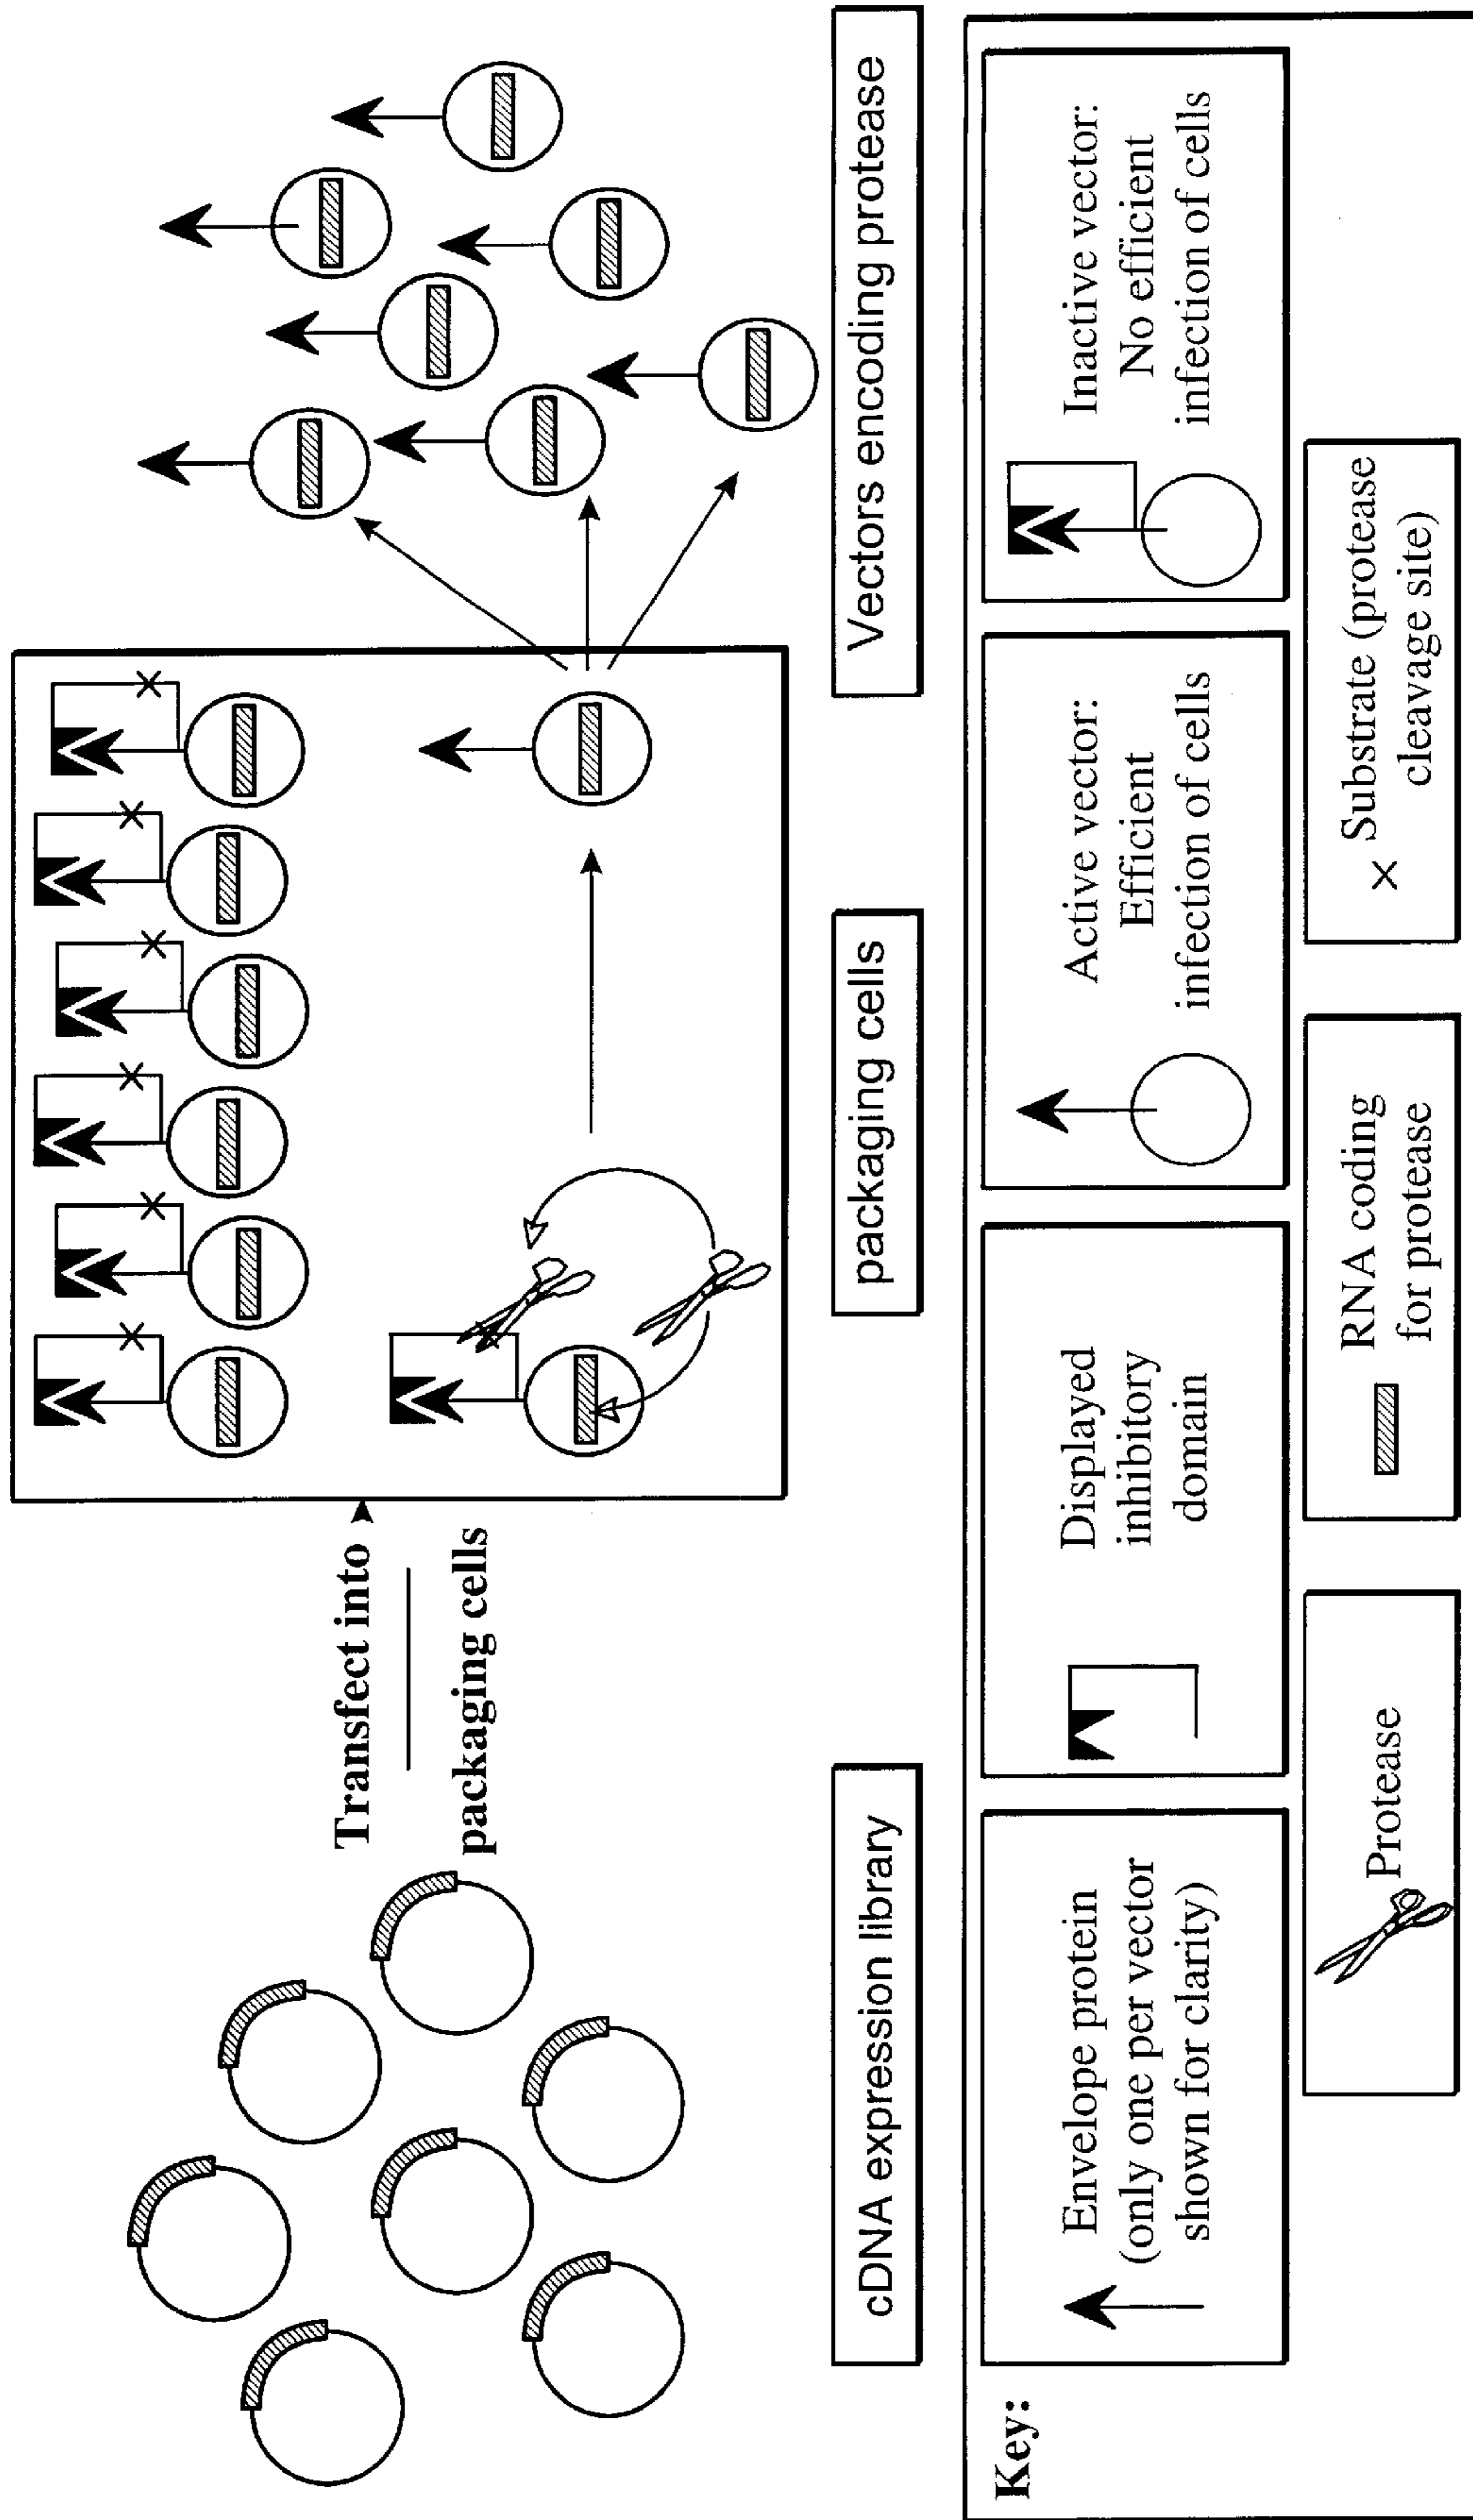 Transfect into
packaging cells
cDNA expression library
packaging cells
Vectors encoding protease
Key:
Envelope protein
(only one per vector
shown for clarity)
Displayed
inhibitory
domain
Active vector:
Efficient
infection of cells
Inactive vector:
No efficient
infection of cells
Protease
RNA coding
for protease
Substrate (protease
cleavage site)